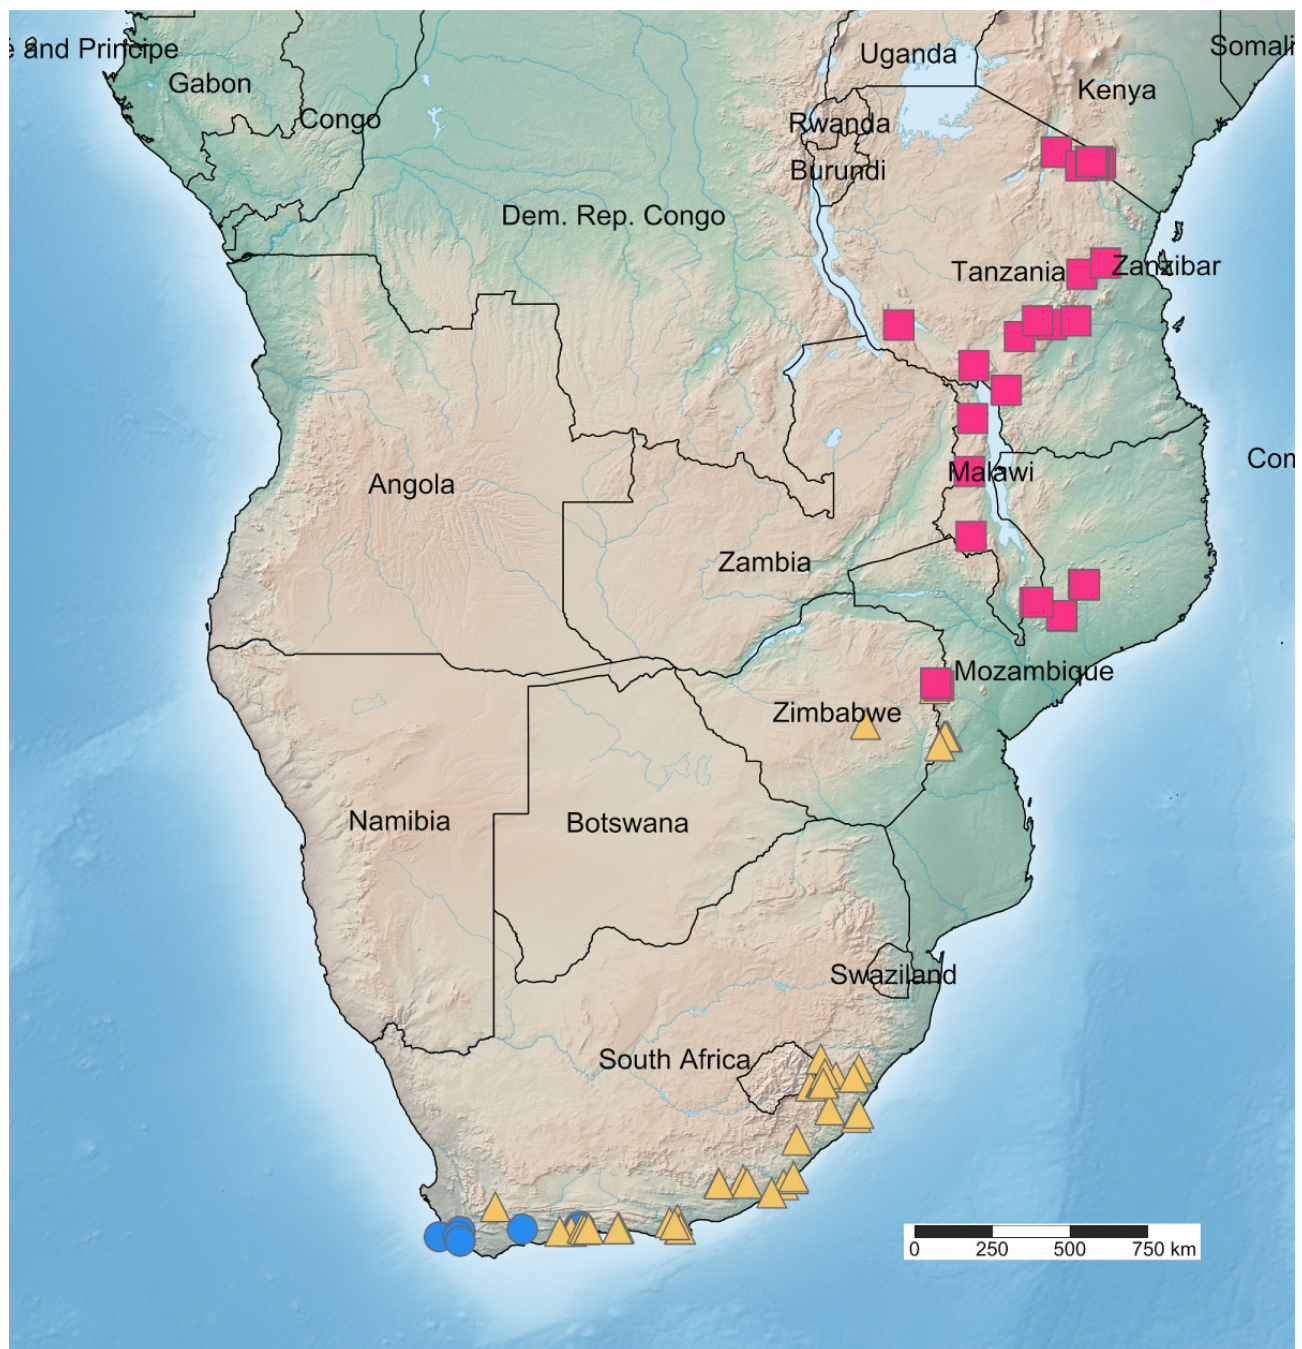 é and Principe
Uganda
Somali
Gabon
Kenya
Congo
Rwanda
Burundi
Dem. Rep. Congo
Tanzania
Zanzibar
Com
Malawi
Angola
Zambia
Mozambique
Zimbabwe
Namibia
Botswana
Swaziland
South Africa
0 250 500 750 km